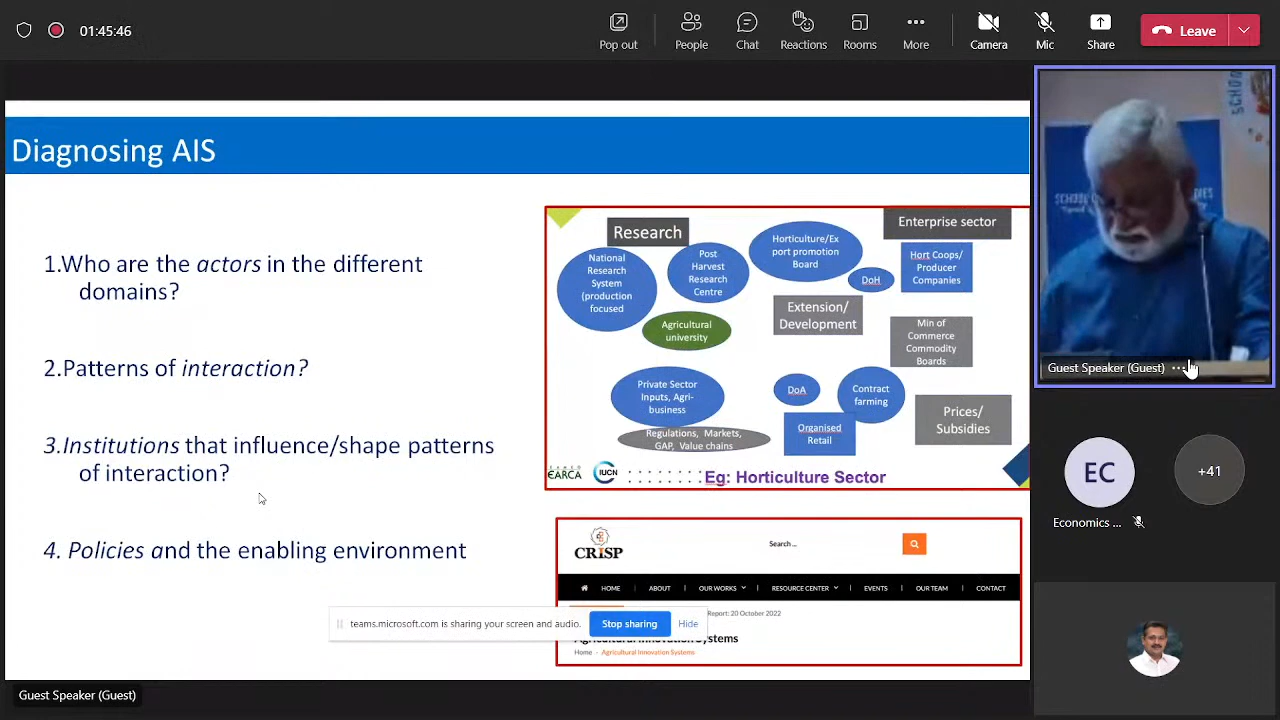 01:45:46
Pop out
People
Chat
Reactions
Rooms
More
Camera
Mic
Share
Leave
Diagnosing AIS
1.Who are the actors in the different
domains?
2.Patterns of interaction?
3.Institutions that influence/shape patterns
of interaction?
4. Policies and the enabling environment
Research
National
Research
System
(production
focused
Post
Harvest
Research
Centre
Agricultural
university
Horticulture/Ex
port promotion
Board
DoH
Enterprise sector
Hort Coops/
Producer
Companies
Extension/
Development
Min of
Commerce
Commodity
Boards
Private Sector
Inputs, Agri-
business
Regulations, Markets,
GAP, Value chains
DoA
Contract
farming
Organised
Retail
Prices/
Subsidies
EARCA
IUCN
Eg: Horticulture Sector
CRISP
Search ...
HOME
ABOUT
OUR WORKS
RESOURCE CENTER
EVENTS
OUR TEAM
CONTACT
Report: 20 October 2022
Home - Agricultural Innovation Systems
teams.microsoft.com is sharing your screen and audio.
Stop sharing
Hide
Guest Speaker (Guest)
Guest Speaker (Guest)
EC
Economics ...
+41